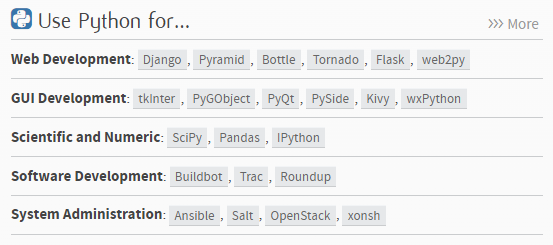 Use Python for...
>>> More
Web Development: Django, Pyramid, Bottle, Tornado, Flask, web2py
GUI Development: tkInter, PyGObject, PyQt, PySide, Kivy, wxPython
Scientific and Numeric: SciPy, Pandas, IPython
Software Development: Buildbot, Trac, Roundup
System Administration: Ansible, Salt, OpenStack, xonsh